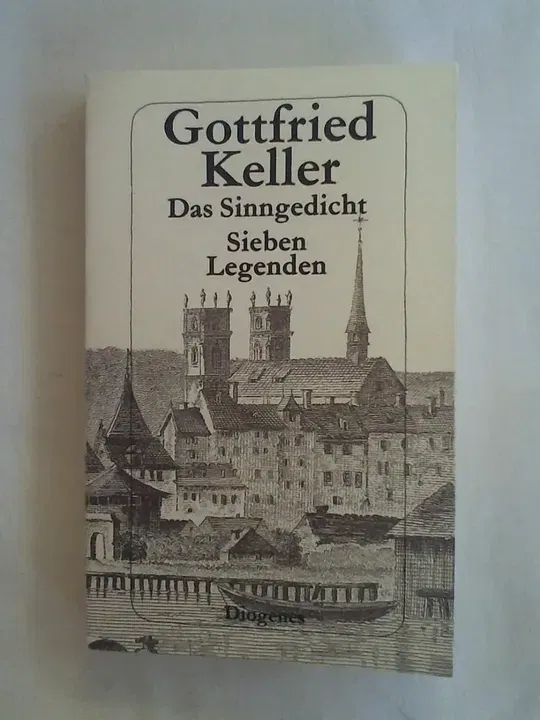 Gottfried
Keller
Das Sinngedicht
Sieben
Legenden
Diogenes